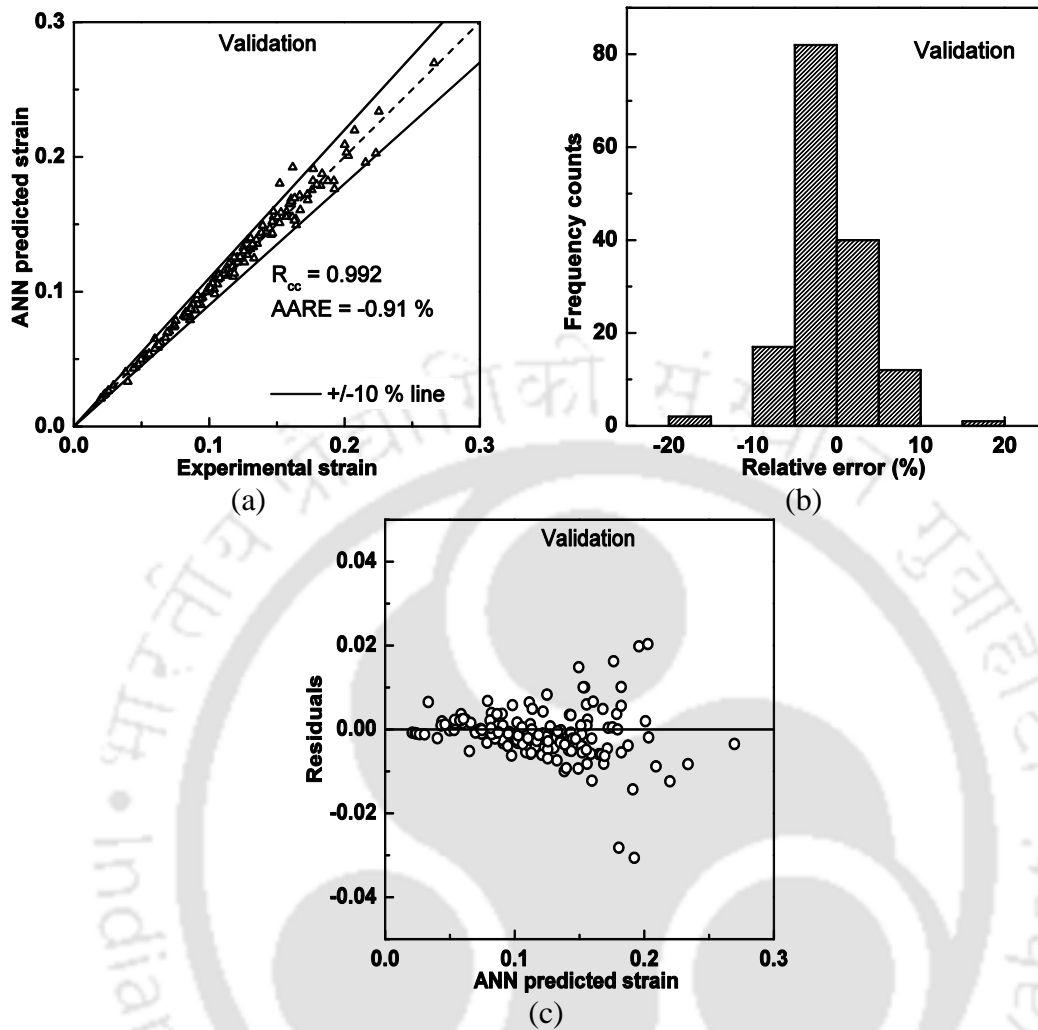 0.3
Validation
0.2
0.1
0.0
ANN predicted strain
R_cc = 0.992
AARE = -0.91 %
+/-10 % line
0.0 0.1 0.2 0.3
Experimental strain
(a)
80
Validation
60
40
20
0
Frequency counts
-20 -10 0 10 20
Relative error (%)
(b)
Validation
0.04
0.02
0.00
-0.02
-0.04
Residuals
0.0 0.1 0.2 0.3
ANN predicted strain
(c)
Indian